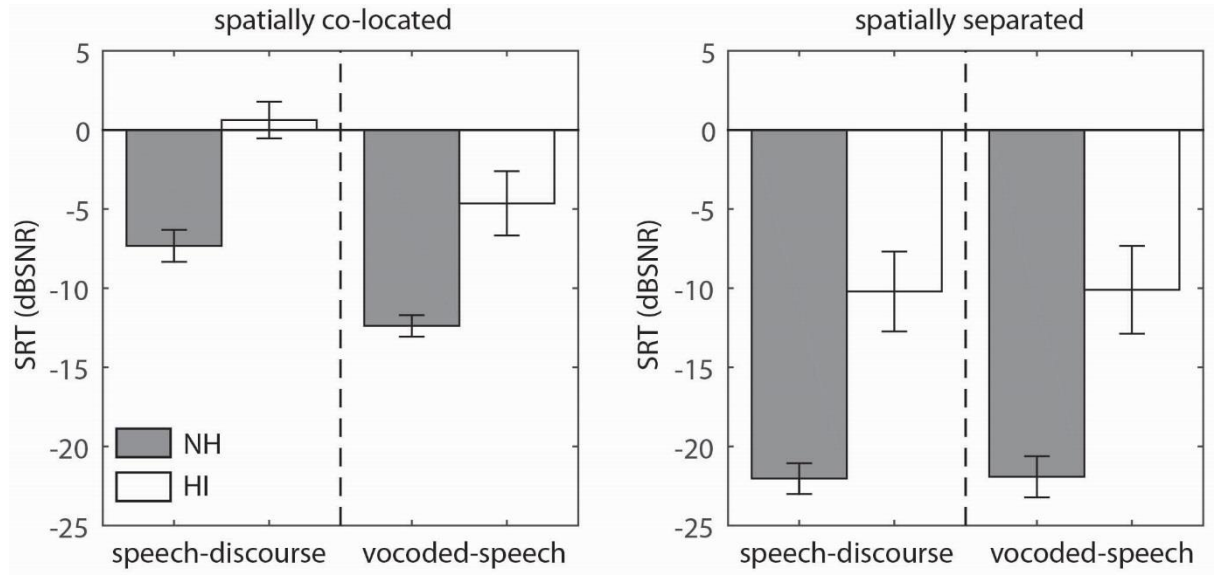 spatially co-located
5
0
-5
-10
-15
-20
-25
SRT (dBSNR)
NH
HI
speech-discourse vocoded-speech
spatially separated
5
0
-5
-10
-15
-20
-25
SRT (dBSNR)
speech-discourse vocoded-speech